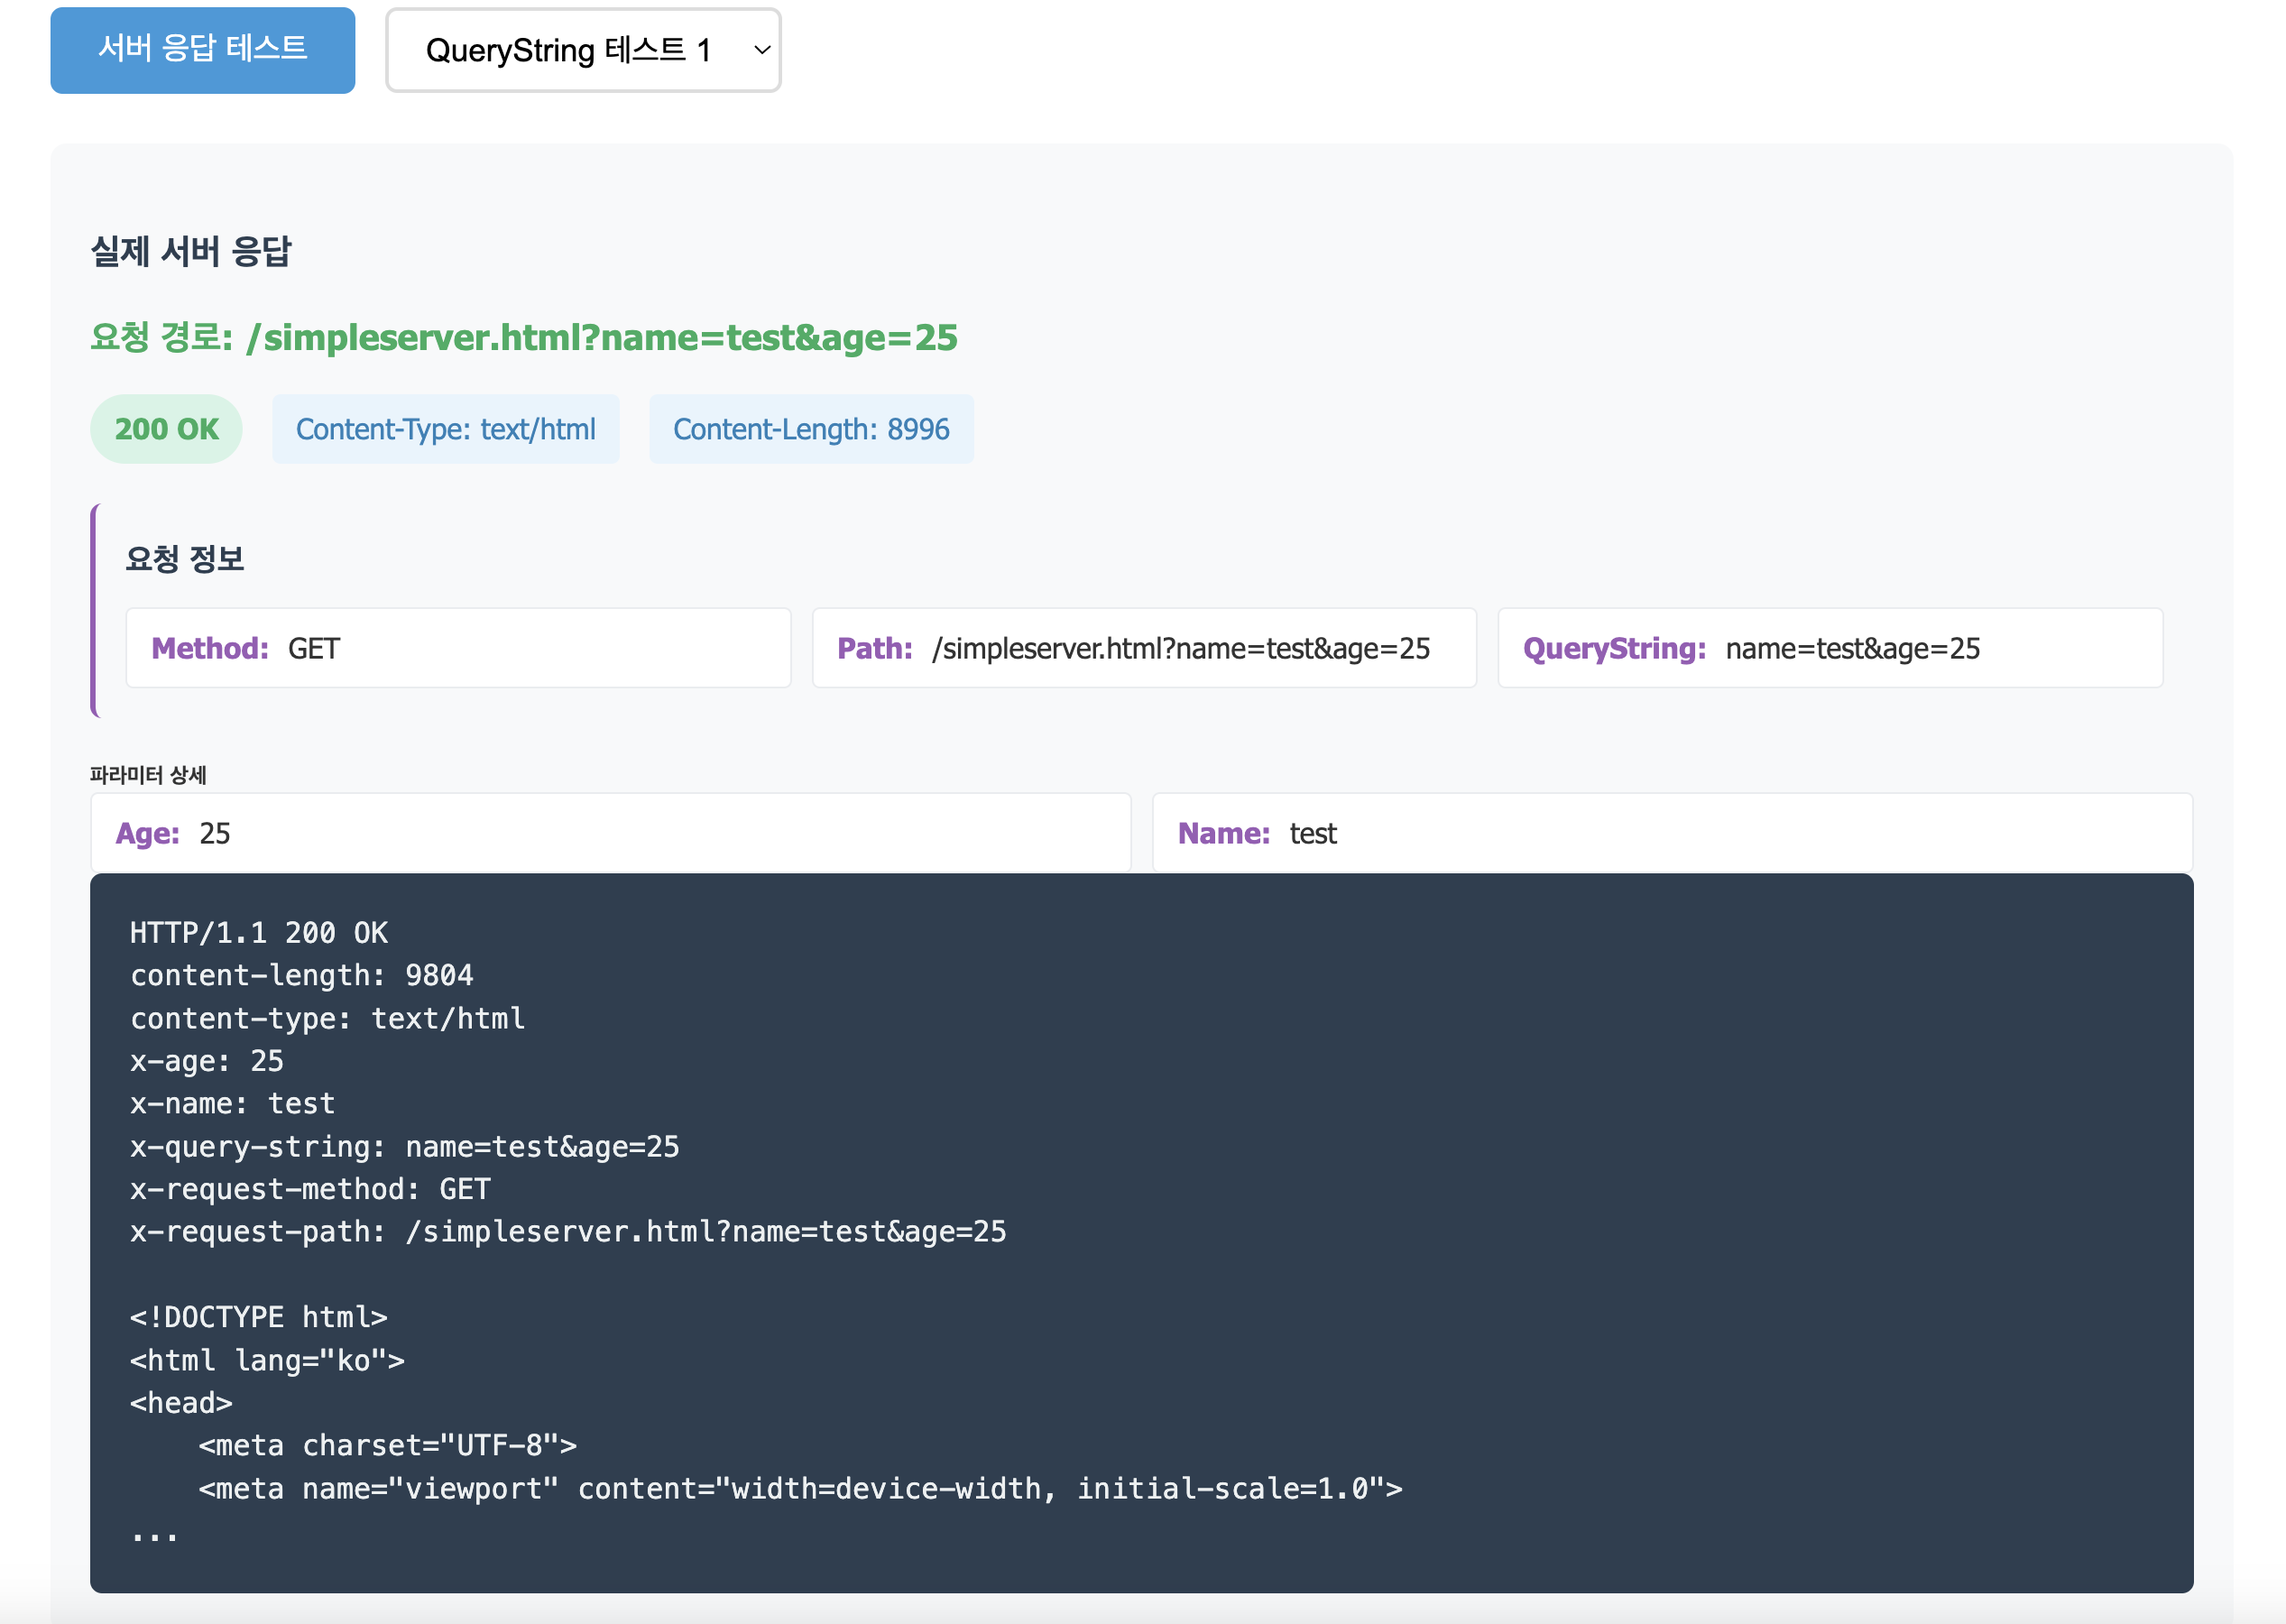 서버 응답 테스트
QueryString 테스트 1
실제 서버 응답
요청 경로: /simpleserver.html?name=test&age=25
200 OK
Content-Type: text/html
Content-Length: 8996
요청 정보
Method: GET
Path: /simpleserver.html?name=test&age=25
QueryString: name=test&age=25
파라미터 상세
Age: 25
Name: test
HTTP/1.1 200 OK
content-length: 9804
content-type: text/html
x-age: 25
x-name: test
x-query-string: name=test&age=25
x-request-method: GET
x-request-path: /simpleserver.html?name=test&age=25
<!DOCTYPE html>
<html lang="ko">
<head>
    <meta charset="UTF-8">
    <meta name="viewport" content="width=device-width, initial-scale=1.0">
...